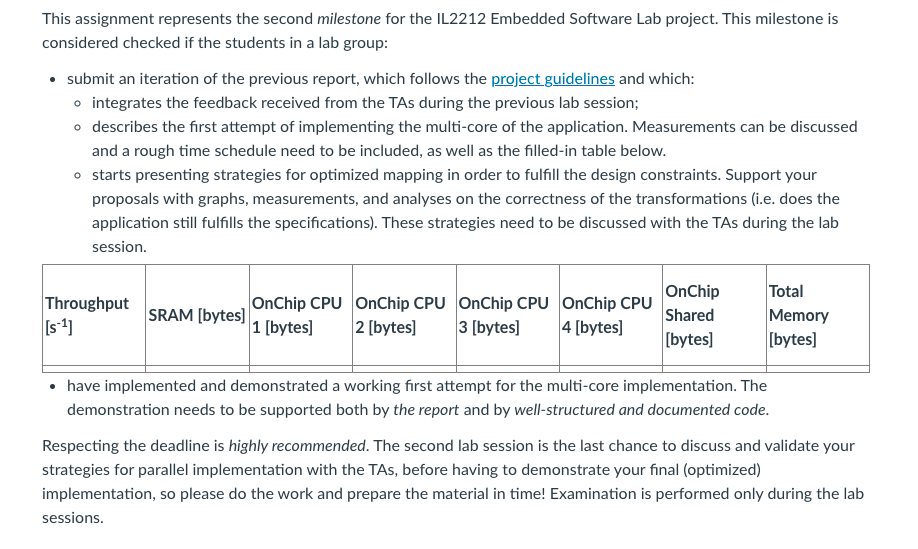 This assignment represents the second milestone for the IL2212 Embedded Software Lab project. This milestone is
considered checked if the students in a lab group:
• submit an iteration of the previous report, which follows the project guidelines and which:
◦ integrates the feedback received from the TAs during the previous lab session;
◦ describes the first attempt of implementing the multi-core of the application. Measurements can be discussed
and a rough time schedule need to be included, as well as the filled-in table below.
◦ starts presenting strategies for optimized mapping in order to fulfill the design constraints. Support your
proposals with graphs, measurements, and analyses on the correctness of the transformations (i.e. does the
application still fulfills the specifications). These strategies need to be discussed with the TAs during the lab
session.
Throughput
[s⁻¹]
SRAM [bytes]
OnChip CPU
1 [bytes]
OnChip CPU
2 [bytes]
OnChip CPU
3 [bytes]
OnChip CPU
4 [bytes]
OnChip
Shared
[bytes]
Total
Memory
[bytes]
• have implemented and demonstrated a working first attempt for the multi-core implementation. The
demonstration needs to be supported both by the report and by well-structured and documented code.
Respecting the deadline is highly recommended. The second lab session is the last chance to discuss and validate your
strategies for parallel implementation with the TAs, before having to demonstrate your final (optimized)
implementation, so please do the work and prepare the material in time! Examination is performed only during the lab
sessions.